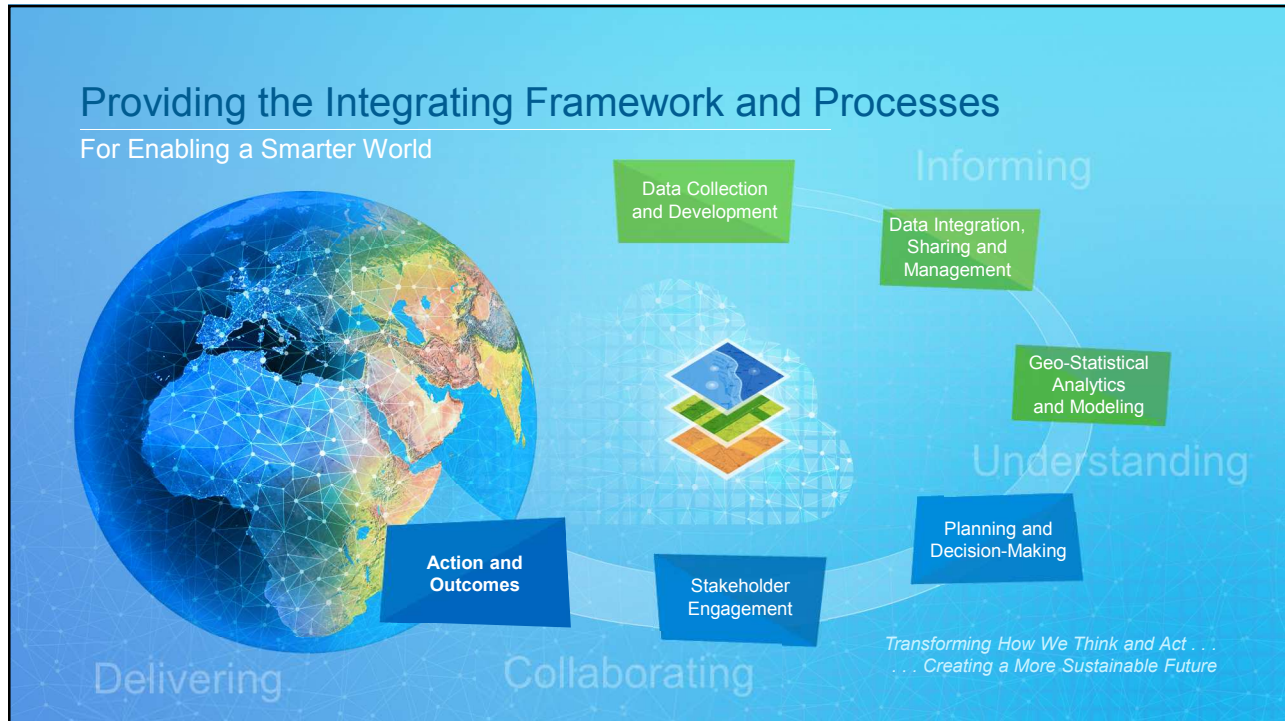 Providing the Integrating Framework and Processes
For Enabling a Smarter World
Informing
Data Collection
and Development
Data Integration,
Sharing and
Management
Geo-Statistical
Analytics
and Modeling
Understanding
Planning and
Decision-Making
Stakeholder
Engagement
Action and
Outcomes
Transforming How We Think and Act . . .
. . . Creating a More Sustainable Future
Collaborating
Delivering